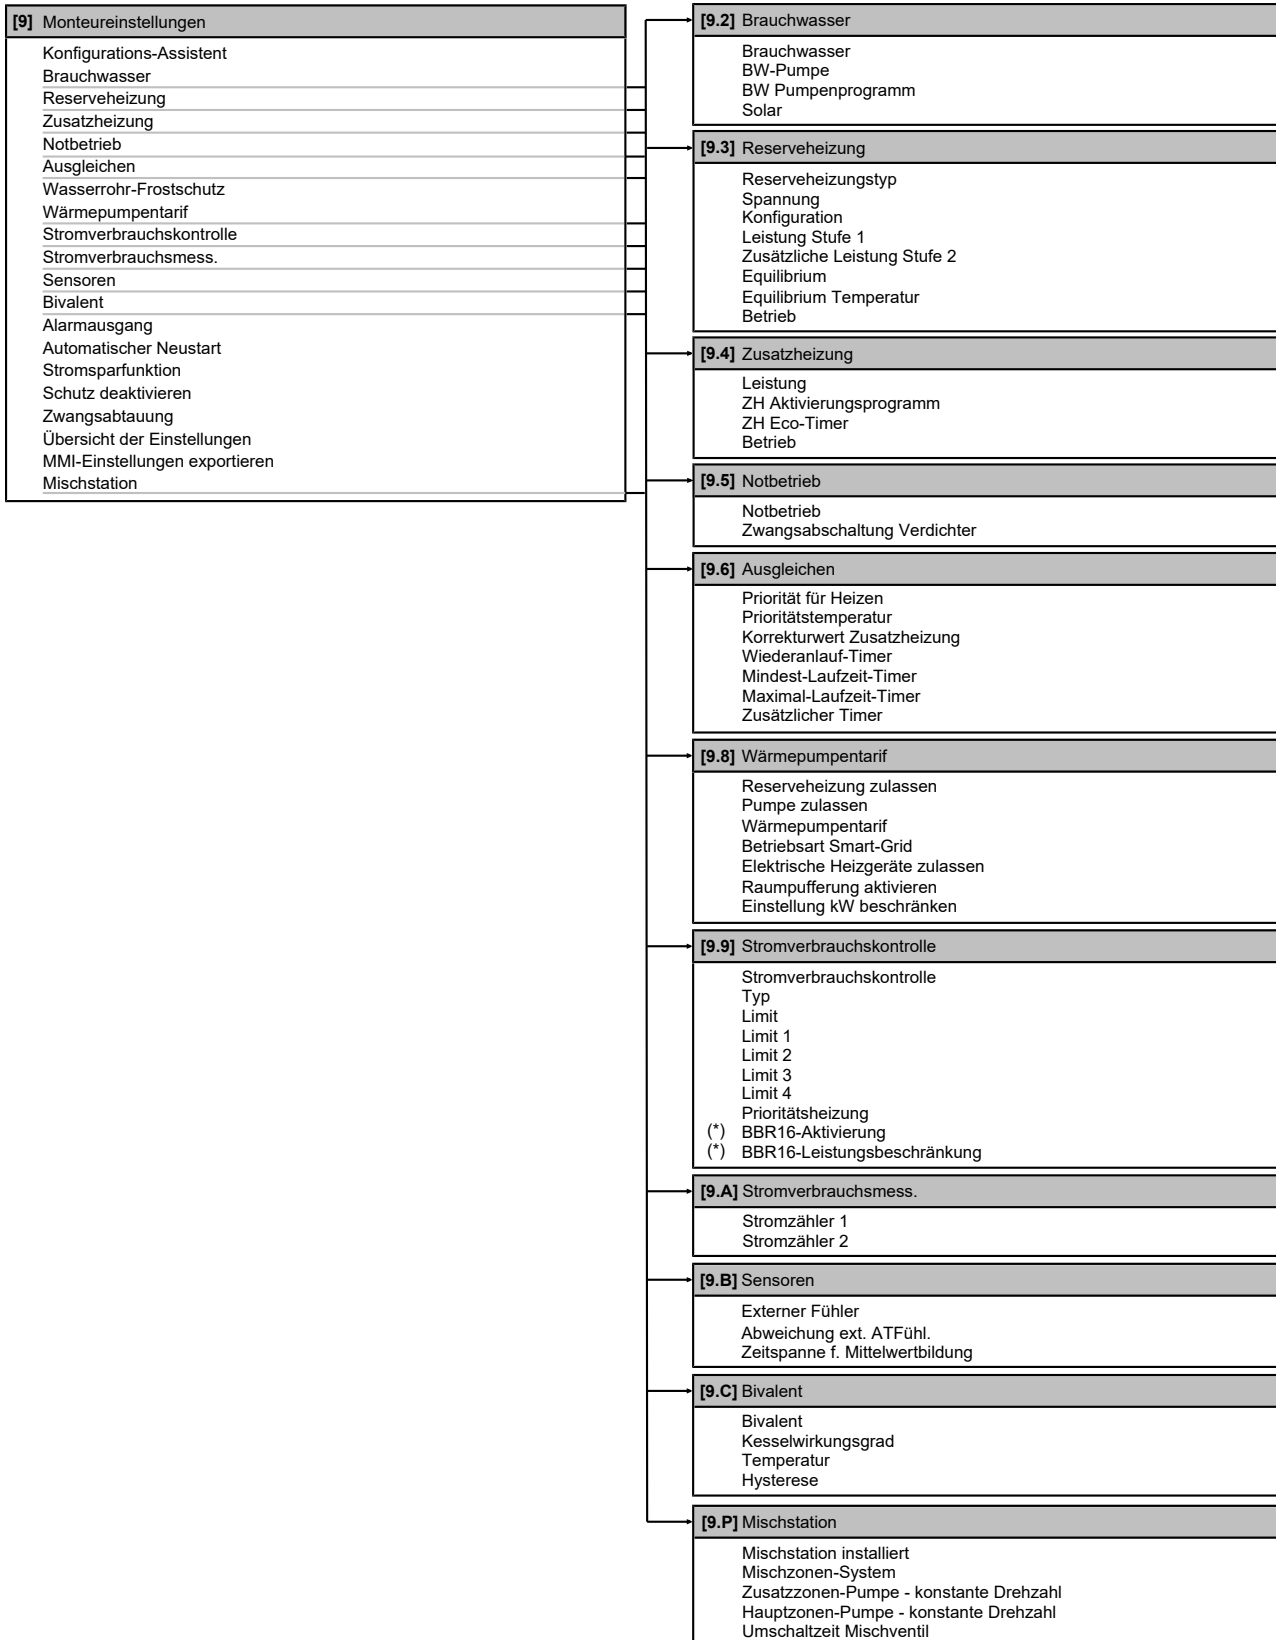 [9] Monteureinstellungen
Konfigurations-Assistent
Brauchwasser
Reserveheizung
Zusatzheizung
Notbetrieb
Ausgleichen
Wasserrohr-Frostschutz
Wärmepumpentarif
Stromverbrauchskontrolle
Stromverbrauchsmess.
Sensoren
Bivalent
Alarmausgang
Automatischer Neustart
Stromsparfunktion
Schutz deaktivieren
Zwangsabtauung
Übersicht der Einstellungen
MMI-Einstellungen exportieren
Mischstation
[9.2] Brauchwasser
Brauchwasser
BW-Pumpe
BW Pumpenprogramm
Solar
[9.3] Reserveheizung
Reserveheizungstyp
Spannung
Konfiguration
Leistung Stufe 1
Zusätzliche Leistung Stufe 2
Equilibrium
Equilibrium Temperatur
Betrieb
[9.4] Zusatzheizung
Leistung
ZH Aktivierungsprogramm
ZH Eco-Timer
Betrieb
[9.5] Notbetrieb
Notbetrieb
Zwangsabschaltung Verdichter
[9.6] Ausgleichen
Priorität für Heizen
Prioritätstemperatur
Korrekturwert Zusatzheizung
Wiederanlauf-Timer
Mindest-Laufzeit-Timer
Maximal-Laufzeit-Timer
Zusätzlicher Timer
[9.8] Wärmepumpentarif
Reserveheizung zulassen
Pumpe zulassen
Wärmepumpentarif
Betriebsart Smart-Grid
Elektrische Heizgeräte zulassen
Raumpufferung aktivieren
Einstellung kW beschränken
[9.9] Stromverbrauchskontrolle
Stromverbrauchskontrolle
Typ
Limit
Limit 1
Limit 2
Limit 3
Limit 4
Prioritätsheizung
(*) BBR16-Aktivierung
(*) BBR16-Leistungsbeschränkung
[9.A] Stromverbrauchsmess.
Stromzähler 1
Stromzähler 2
[9.B] Sensoren
Externer Fühler
Abweichung ext. ATFühl.
Zeitspanne f. Mittelwertbildung
[9.C] Bivalent
Bivalent
Kesselwirkungsgrad
Temperatur
Hysterese
[9.P] Mischstation
Mischstation installiert
Mischzonen-System
Zusatzzonen-Pumpe - konstante Drehzahl
Hauptzonen-Pumpe - konstante Drehzahl
Umschaltzeit Mischventil